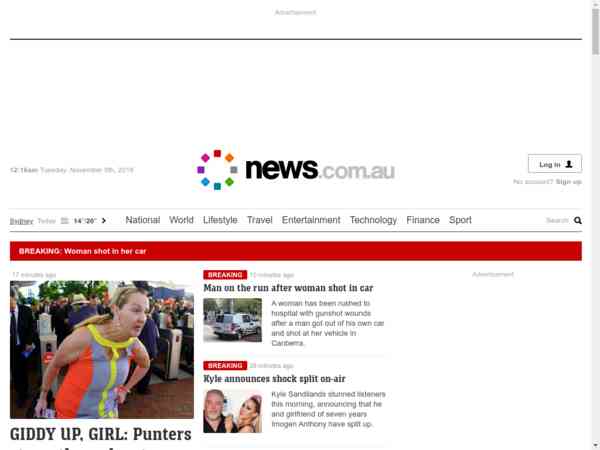 Advertisement
12:16am Tuesday, November 5th, 2019
news.com.au
Log in
No account? Sign up
Sydney Today 14°/26°
National World Lifestyle Travel Entertainment Technology Finance Sport
Search
BREAKING: Woman shot in her car
17 minutes ago
GIDDY UP, GIRL: Punters
BREAKING 10 minutes ago
Man on the run after woman shot in car
A woman has been rushed to
hospital with gunshot wounds
after a man got out of his own car
and shot at her vehicle in
Canberra.
BREAKING minutes ago
Kyle announces shock split on-air
Kyle Sandilands stunned listeners
this morning, announcing that he
and girlfriend of seven years
Imogen Anthony have split up.
Advertisement